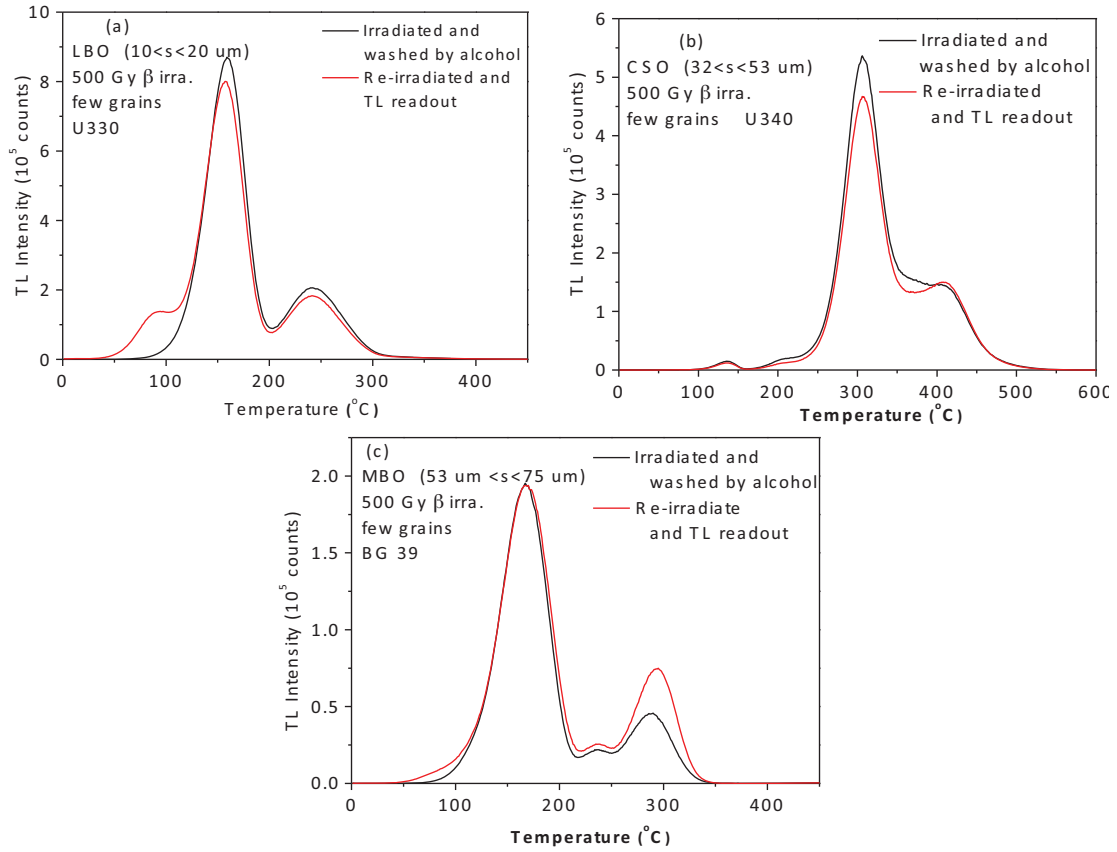 (a)
LBO (10<s<20 um)
500 Gy β irra.
few grains
U330
Irradiated and
washed by alcohol
Re-irradiated and
TL readout
10
8
6
4
2
0
TL Intensity (10⁵ counts)
0 100 200 300 400
Temperature (°C)
(b)
CSO (32<s<53 um)
500 Gy β irra.
few grains U340
Irradiated and
washed by alcohol
Re-irradiated
and TL readout
6
5
4
3
2
1
0
TL Intensity (10⁵ counts)
0 100 200 300 400 500 600
Temperature (°C)
(c)
MBO (53 um <s<75 um)
500 Gy β irra.
few grains
BG 39
Irradiated and
washed by alcohol
Re-irradiate
and TL readout
2.0
1.5
1.0
0.5
0.0
TL Intensity (10⁵ counts)
0 100 200 300 400
Temperature (°C)